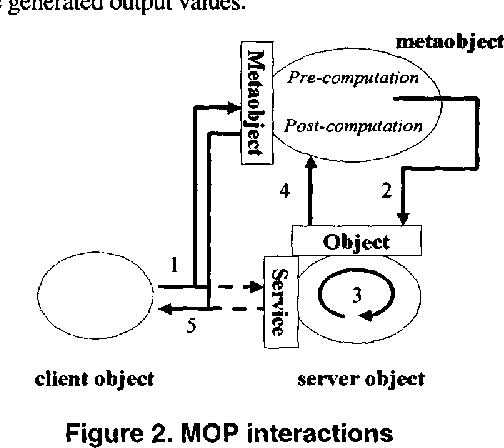 generated output values.
metaobject
Metaobject
Pre-computation
Post-computation
4
2
Object
1
Service
3
5
client object
server object
Figure 2. MOP interactions